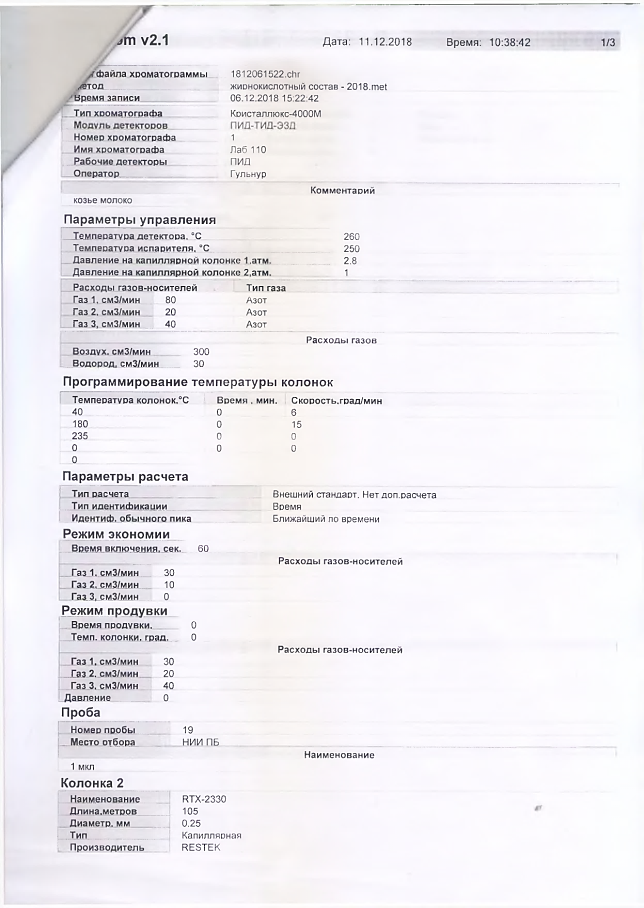 om v2.1 Дата: 11.12.2018 Время: 10:38:42 1/3
файла хроматограммы 1812061522.chr
етод жирнокислотный состав - 2018.met
Время записи 06.12.2018 15:22:42
Тип хроматографа Кристаллюкс-4000М
Модуль детекторов ПИД-ТИД-ЭЗД
Номер хроматографа 1
Имя хроматографа Лаб 110
Рабочие детекторы ПИД
Оператор Гульнур
Комментарий
козье молоко
Параметры управления
Температура детектора, °С 260
Температура испарителя, °С 250
Давление на капиллярной колонке 1,атм. 2.8
Давление на капиллярной колонке 2,атм. 1
Расходы газов-носителей Тип газа
Газ 1, см3/мин 80 Азот
Газ 2, см3/мин 20 Азот
Газ 3, см3/мин 40 Азот
Расходы газов
Воздух, см3/мин 300
Водород, см3/мин 30
Программирование температуры колонок
Температура колонок,°С Время , мин. Скорость,град/мин
40 0 6
180 0 15
235 0 0
0 0 0
0
Параметры расчета
Тип расчета Внешний стандарт. Нет доп.расчета
Тип идентификации Время
Идентиф. обычного пика Ближайший по времени
Режим экономии
Время включения, сек. 60
Расходы газов-носителей
Газ 1, см3/мин 30
Газ 2, см3/мин 10
Газ 3, см3/мин 0
Режим продувки
Время продувки, 0
Темп. колонки, град. 0
Расходы газов-носителей
Газ 1, см3/мин 30
Газ 2, см3/мин 20
Газ 3, см3/мин 40
Давление 0
Проба
Номер пробы 19
Место отбора НИИ ПБ
Наименование
1 мкл
Колонка 2
Наименование RTX-2330
Длина,метров 105
Диаметр, мм 0.25
Тип Капиллярная
Производитель RESTEK